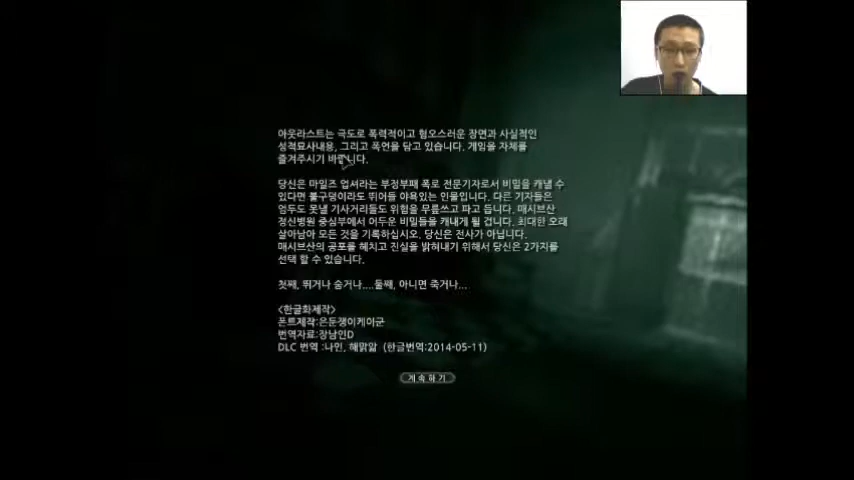 아웃라스트는 극도로 폭력적이고 혐오스러운 장면과 사실적인
성적묘사내용, 그리고 폭언을 담고 있습니다. 게임을 자체를
즐겨주시기 바랍니다.
당신은 마일즈 업셔라는 부정부패 폭로 전문기자로서 비밀을 캐낼 수
있다면 불구덩이라도 뛰어들 야욕있는 인물입니다. 다른 기자들은
엄두도 못낼 기사거리들도 위험을 무릅쓰고 파고 듭니다. 매시브산
정신병원 중심부에서 어두운 비밀들을 캐내게 될 겁니다. 최대한 오래
살아남아 모든 것을 기록하십시오. 당신은 전사가 아닙니다.
매시브산의 공포를 헤치고 진실을 밝혀내기 위해서 당신은 2가지를
선택 할 수 있습니다.
첫째, 뛰거나 숨거나....둘째, 아니면 죽거나...
<한글화제작>
폰트제작:은둔쟁이케이군
번역자료:장남인D
DLC 번역 :나인, 해맑앎 (한글번역:2014-05-11)
계속하기